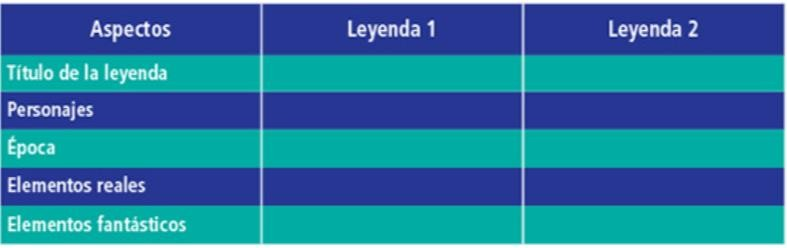 Aspectos Leyenda 1 Leyenda 2
Título de la leyenda
Personajes
Época
Elementos reales
Elementos fantásticos